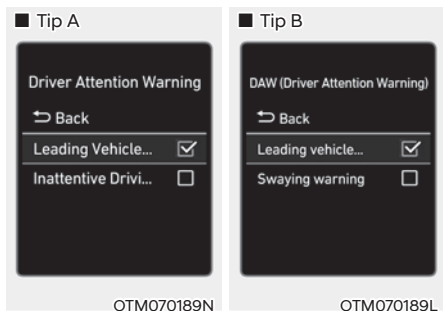 ■ Tip A
Driver Attention Warning
⮌ Back
Leading Vehicle...
Inattentive Drivi...
OTM070189N
■ Tip B
DAW (Driver Attention Warning)
⮌ Back
Leading vehicle...
Swaying warning
OTM070189L